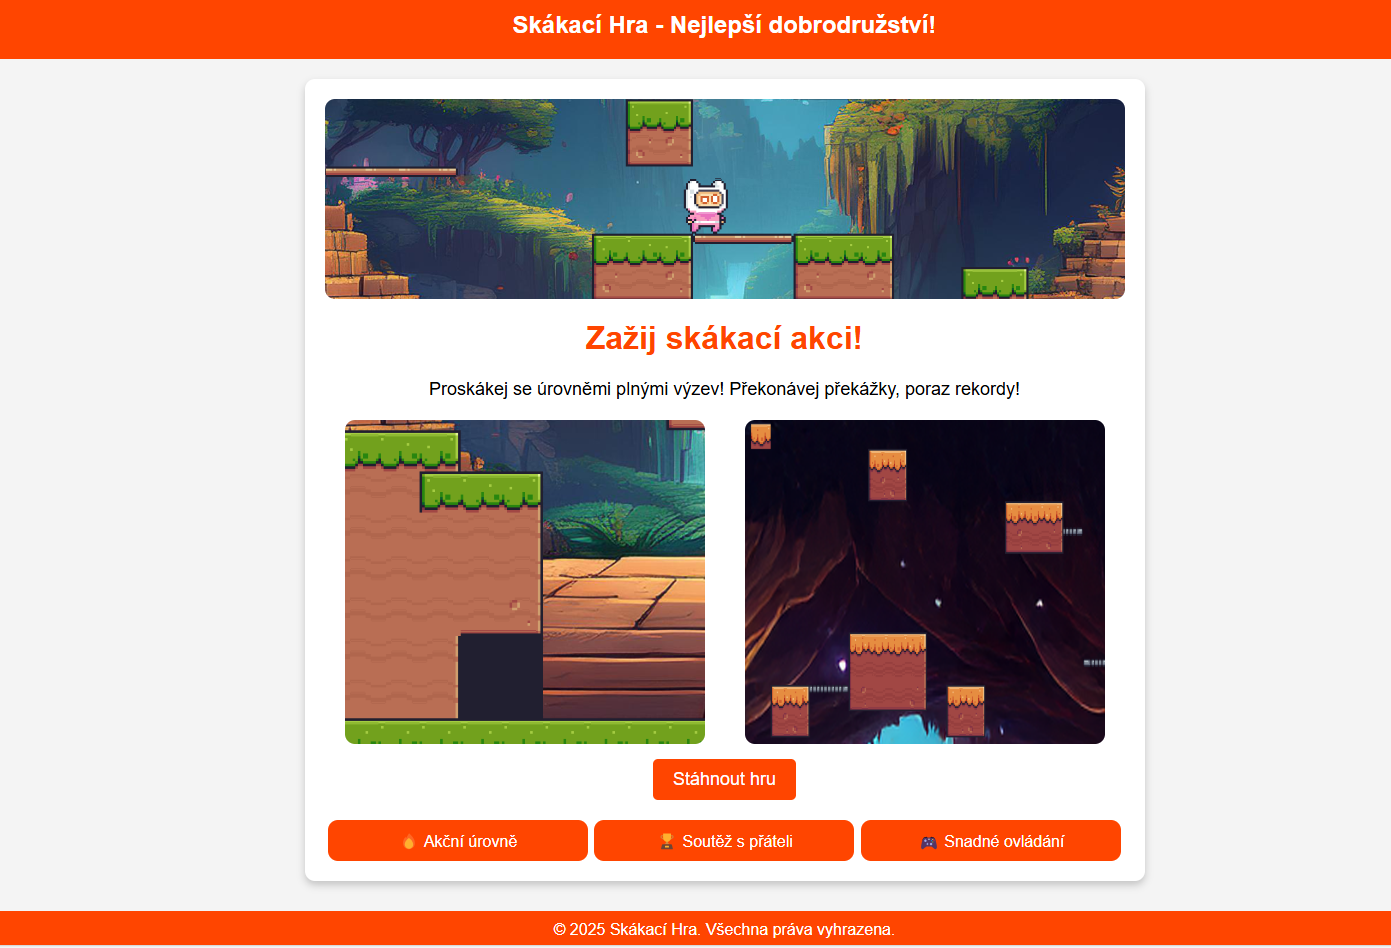 Skákací Hra - Nejlepší dobrodružství!
Zažij skákací akci!
Proskákej se úrovněmi plnými výzev! Překonávej překážky, poraz rekordy!
Stáhnout hru
🔥 Akční úrovně
🏆 Soutěž s přáteli
🎮 Snadné ovládání
© 2025 Skákací Hra. Všechna práva vyhrazena.